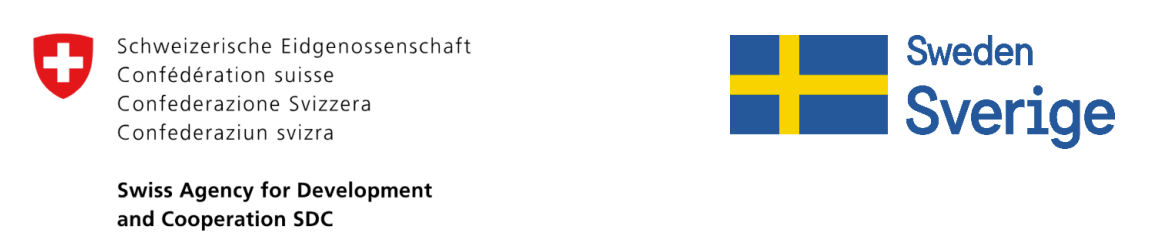 Schweizerische Eidgenossenschaft
Confédération suisse
Confederazione Svizzera
Confederaziun svizra
Swiss Agency for Development
and Cooperation SDC
Sweden
Sverige